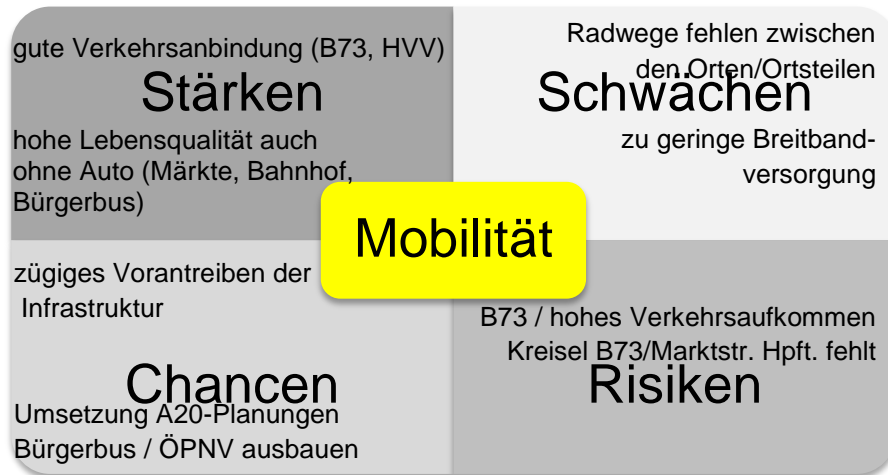 gute Verkehrsanbindung (B73, HVV)
Stärken
hohe Lebensqualität auch
ohne Auto (Märkte, Bahnhof,
Bürgerbus)
Radwege fehlen zwischen
den Orten/Ortsteilen
Schwächen
zu geringe Breitband-
versorgung
Mobilität
zügiges Vorantreiben der
Infrastruktur
Chancen
Umsetzung A20-Planungen
Bürgerbus / ÖPNV ausbauen
B73 / hohes Verkehrsaufkommen
Kreisel B73/Marktstr. Hpft. fehlt
Risiken